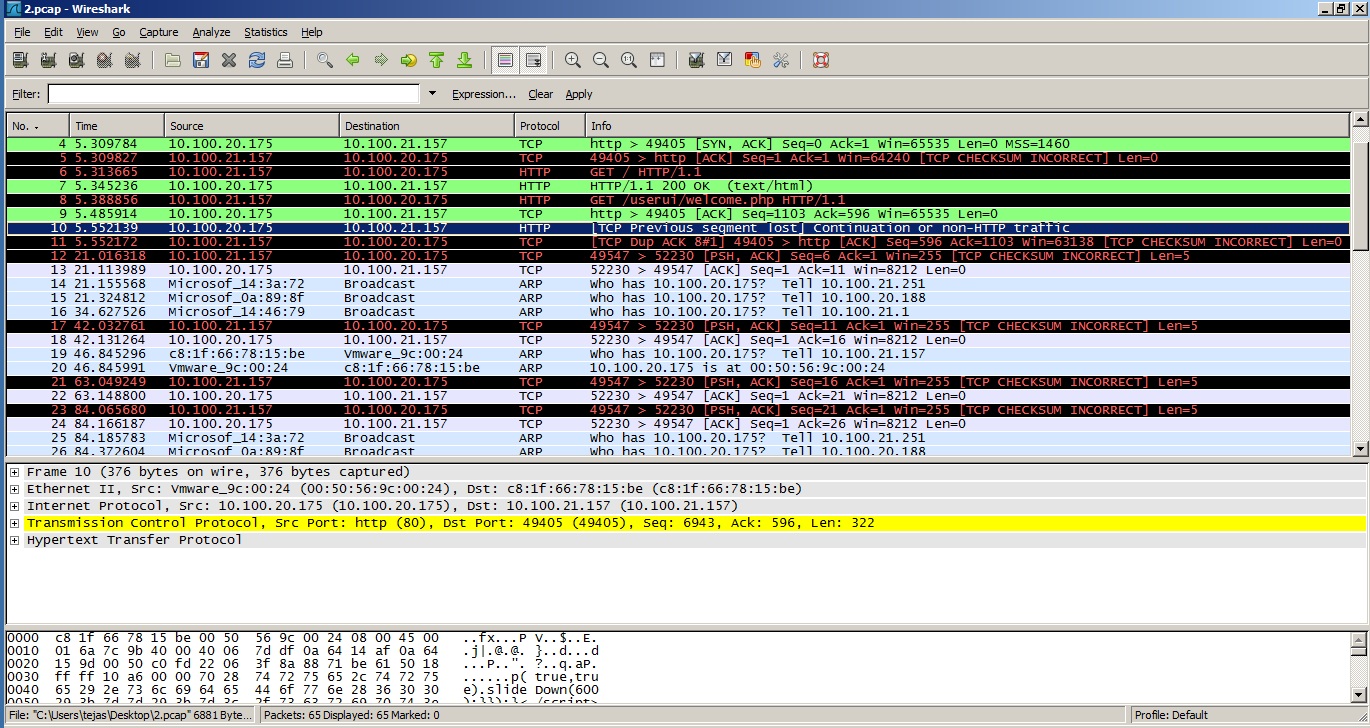 2.pcap - Wireshark
File Edit View Go Capture Analyze Statistics Help
Filter: Expression... Clear Apply
No. Time Source Destination Protocol Info
4 5.309784 10.100.20.175 10.100.21.157 TCP http > 49405 [SYN, ACK] Seq=0 Ack=1 Win=65535 Len=0 MSS=1460
5 5.309827 10.100.21.157 10.100.20.175 TCP 49405 > http [ACK] Seq=1 Ack=1 Win=64240 [TCP CHECKSUM INCORRECT] Len=0
6 5.313665 10.100.21.157 10.100.20.175 HTTP GET / HTTP/1.1
7 5.345236 10.100.20.175 10.100.21.157 HTTP HTTP/1.1 200 OK (text/html)
8 5.388856 10.100.21.157 10.100.20.175 HTTP GET /userui/welcome.php HTTP/1.1
9 5.485914 10.100.20.175 10.100.21.157 TCP http > 49405 [ACK] Seq=1103 Ack=596 Win=65535 Len=0
10 5.552139 10.100.20.175 10.100.21.157 HTTP [TCP Previous segment lost] Continuation or non-HTTP traffic
11 5.552172 10.100.21.157 10.100.20.175 TCP [TCP Dup ACK 8#1] 49405 > http [ACK] Seq=596 Ack=1103 Win=63138 [TCP CHECKSUM INCORRECT] Len=0
12 21.016318 10.100.21.157 10.100.20.175 TCP 49547 > 52230 [PSH, ACK] Seq=6 Ack=1 Win=255 [TCP CHECKSUM INCORRECT] Len=5
13 21.113989 10.100.20.175 10.100.21.157 TCP 52230 > 49547 [ACK] Seq=1 Ack=11 Win=8212 Len=0
14 21.155568 Microsof_14:3a:72 Broadcast ARP Who has 10.100.20.175? Tell 10.100.21.251
15 21.324812 Microsof_0a:89:8f Broadcast ARP Who has 10.100.20.175? Tell 10.100.20.188
16 34.627526 Microsof_14:46:79 Broadcast ARP Who has 10.100.20.175? Tell 10.100.21.1
17 42.032761 10.100.21.157 10.100.20.175 TCP 49547 > 52230 [PSH, ACK] Seq=11 Ack=1 Win=255 [TCP CHECKSUM INCORRECT] Len=5
18 42.131264 10.100.20.175 10.100.21.157 TCP 52230 > 49547 [ACK] Seq=1 Ack=16 Win=8212 Len=0
19 46.845296 c8:1f:66:78:15:be Vmware_9c:00:24 ARP Who has 10.100.20.175? Tell 10.100.21.157
20 46.845991 Vmware_9c:00:24 c8:1f:66:78:15:be ARP 10.100.20.175 is at 00:50:56:9c:00:24
21 63.049249 10.100.21.157 10.100.20.175 TCP 49547 > 52230 [PSH, ACK] Seq=16 Ack=1 Win=255 [TCP CHECKSUM INCORRECT] Len=5
22 63.148800 10.100.20.175 10.100.21.157 TCP 52230 > 49547 [ACK] Seq=1 Ack=21 Win=8212 Len=0
23 84.065680 10.100.21.157 10.100.20.175 TCP 49547 > 52230 [PSH, ACK] Seq=21 Ack=1 Win=255 [TCP CHECKSUM INCORRECT] Len=5
24 84.166187 10.100.20.175 10.100.21.157 TCP 52230 > 49547 [ACK] Seq=1 Ack=26 Win=8212 Len=0
25 84.185783 Microsof_14:3a:72 Broadcast ARP Who has 10.100.20.175? Tell 10.100.21.251
26 84.372604 Microsof_0a:89:8f Broadcast ARP Who has 10.100.20.175? Tell 10.100.20.188
Frame 10 (376 bytes on wire, 376 bytes captured)
Ethernet II, Src: Vmware_9c:00:24 (00:50:56:9c:00:24), Dst: c8:1f:66:78:15:be (c8:1f:66:78:15:be)
Internet Protocol, Src: 10.100.20.175 (10.100.20.175), Dst: 10.100.21.157 (10.100.21.157)
Transmission Control Protocol, Src Port: http (80), Dst Port: 49405 (49405), Seq: 6943, Ack: 596, Len: 322
Hypertext Transfer Protocol
0000 c8 1f 66 78 15 be 00 50 56 9c 00 24 08 00 45 00 ..fx...P V..$..E.
0010 01 6a 7c 9b 40 00 40 06 7d df 0a 64 14 af 0a 64 .j|.@.@. }..d...d
0020 15 9d 00 50 c0 fd 22 06 3f 8a 88 71 be 61 50 18 ...P..". ?..q.aP.
0030 ff ff 10 a6 00 00 70 28 74 72 75 65 2c 74 72 75 ......p( true,tru
0040 65 29 2e 73 6c 69 64 65 44 6f 77 6e 28 36 30 30 e).slide Down(600
0050 29 3b 7d 7d 29 3b 7d 3c 2f 73 63 72 69 70 74 3e );}});}< /script>
File: "C:\Users\tejas\Desktop\2.pcap" 6881 Byte... Packets: 65 Displayed: 65 Marked: 0 Profile: Default